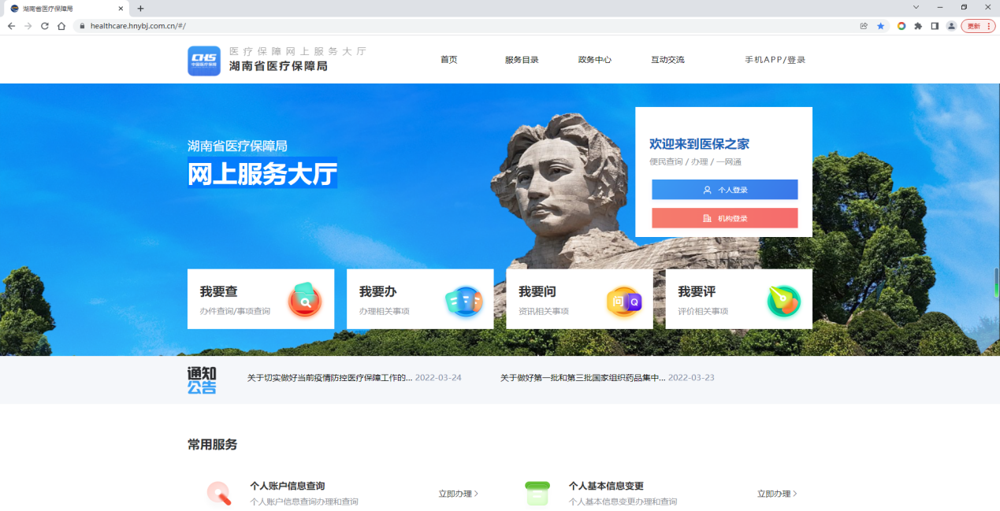 湖南省医疗保障局
healthcare.hnybj.com.cn/#/
更新
CHS
中国医疗保障
医疗保障网上服务大厅
湖南省医疗保障局
首页
服务目录
政务中心
互动交流
手机APP/登录
湖南省医疗保障局
网上服务大厅
欢迎来到医保之家
便民查询 / 办理 / 一网通
个人登录
机构登录
我要查
办件查询/事项查询
我要办
办理相关事项
我要问
资讯相关事项
问 Q
我要评
评价相关事项
通知
公告
关于切实做好当前疫情防控医疗保障工作的... 2022-03-24
关于做好第一批和第三批国家组织药品集中... 2022-03-23
常用服务
个人账户信息查询
个人账户信息查询办理和查询
立即办理
个人基本信息变更
个人基本信息变更办理和查询
立即办理